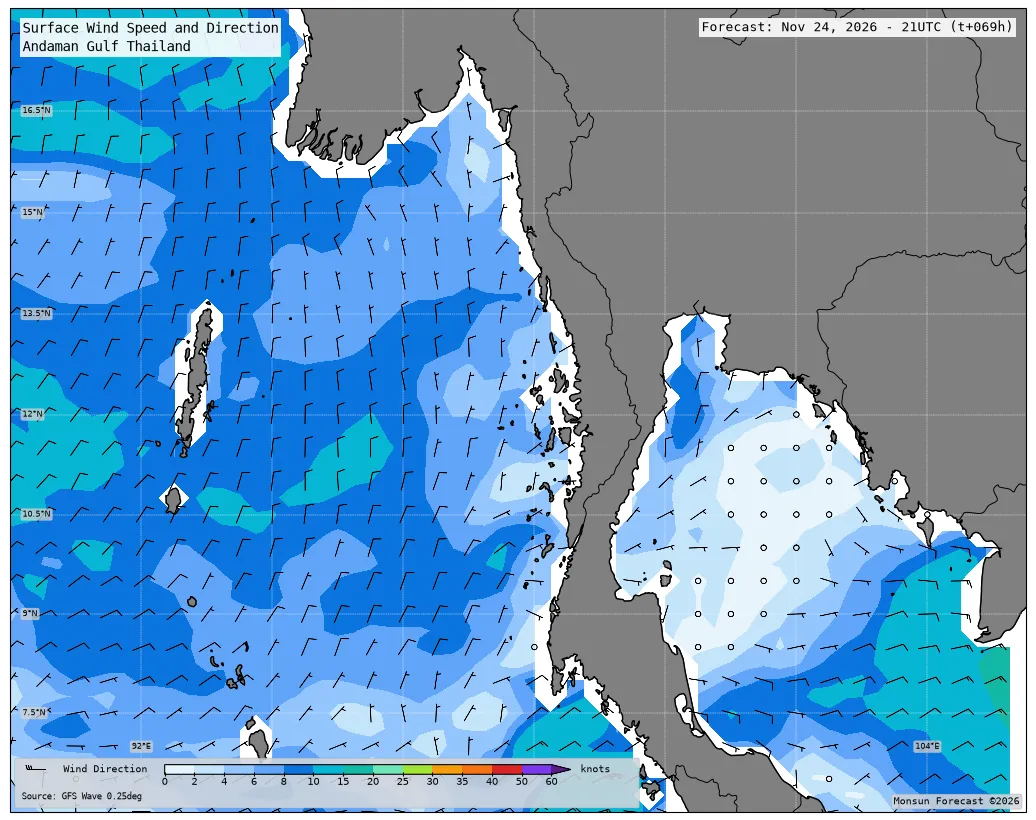 Surface Wind Speed and Direction
Andaman Gulf Thailand
Forecast: Nov 24, 2026 - 21UTC (t+069h)
16.5°N
15°N
13.5°N
12°N
10.5°N
9°N
7.5°N
92°E
104°E
Wind Direction
0 2 4 6 8 10 15 20 25 30 35 40 50 60
knots
Source: GFS Wave 0.25deg
Monsun Forecast ©2026